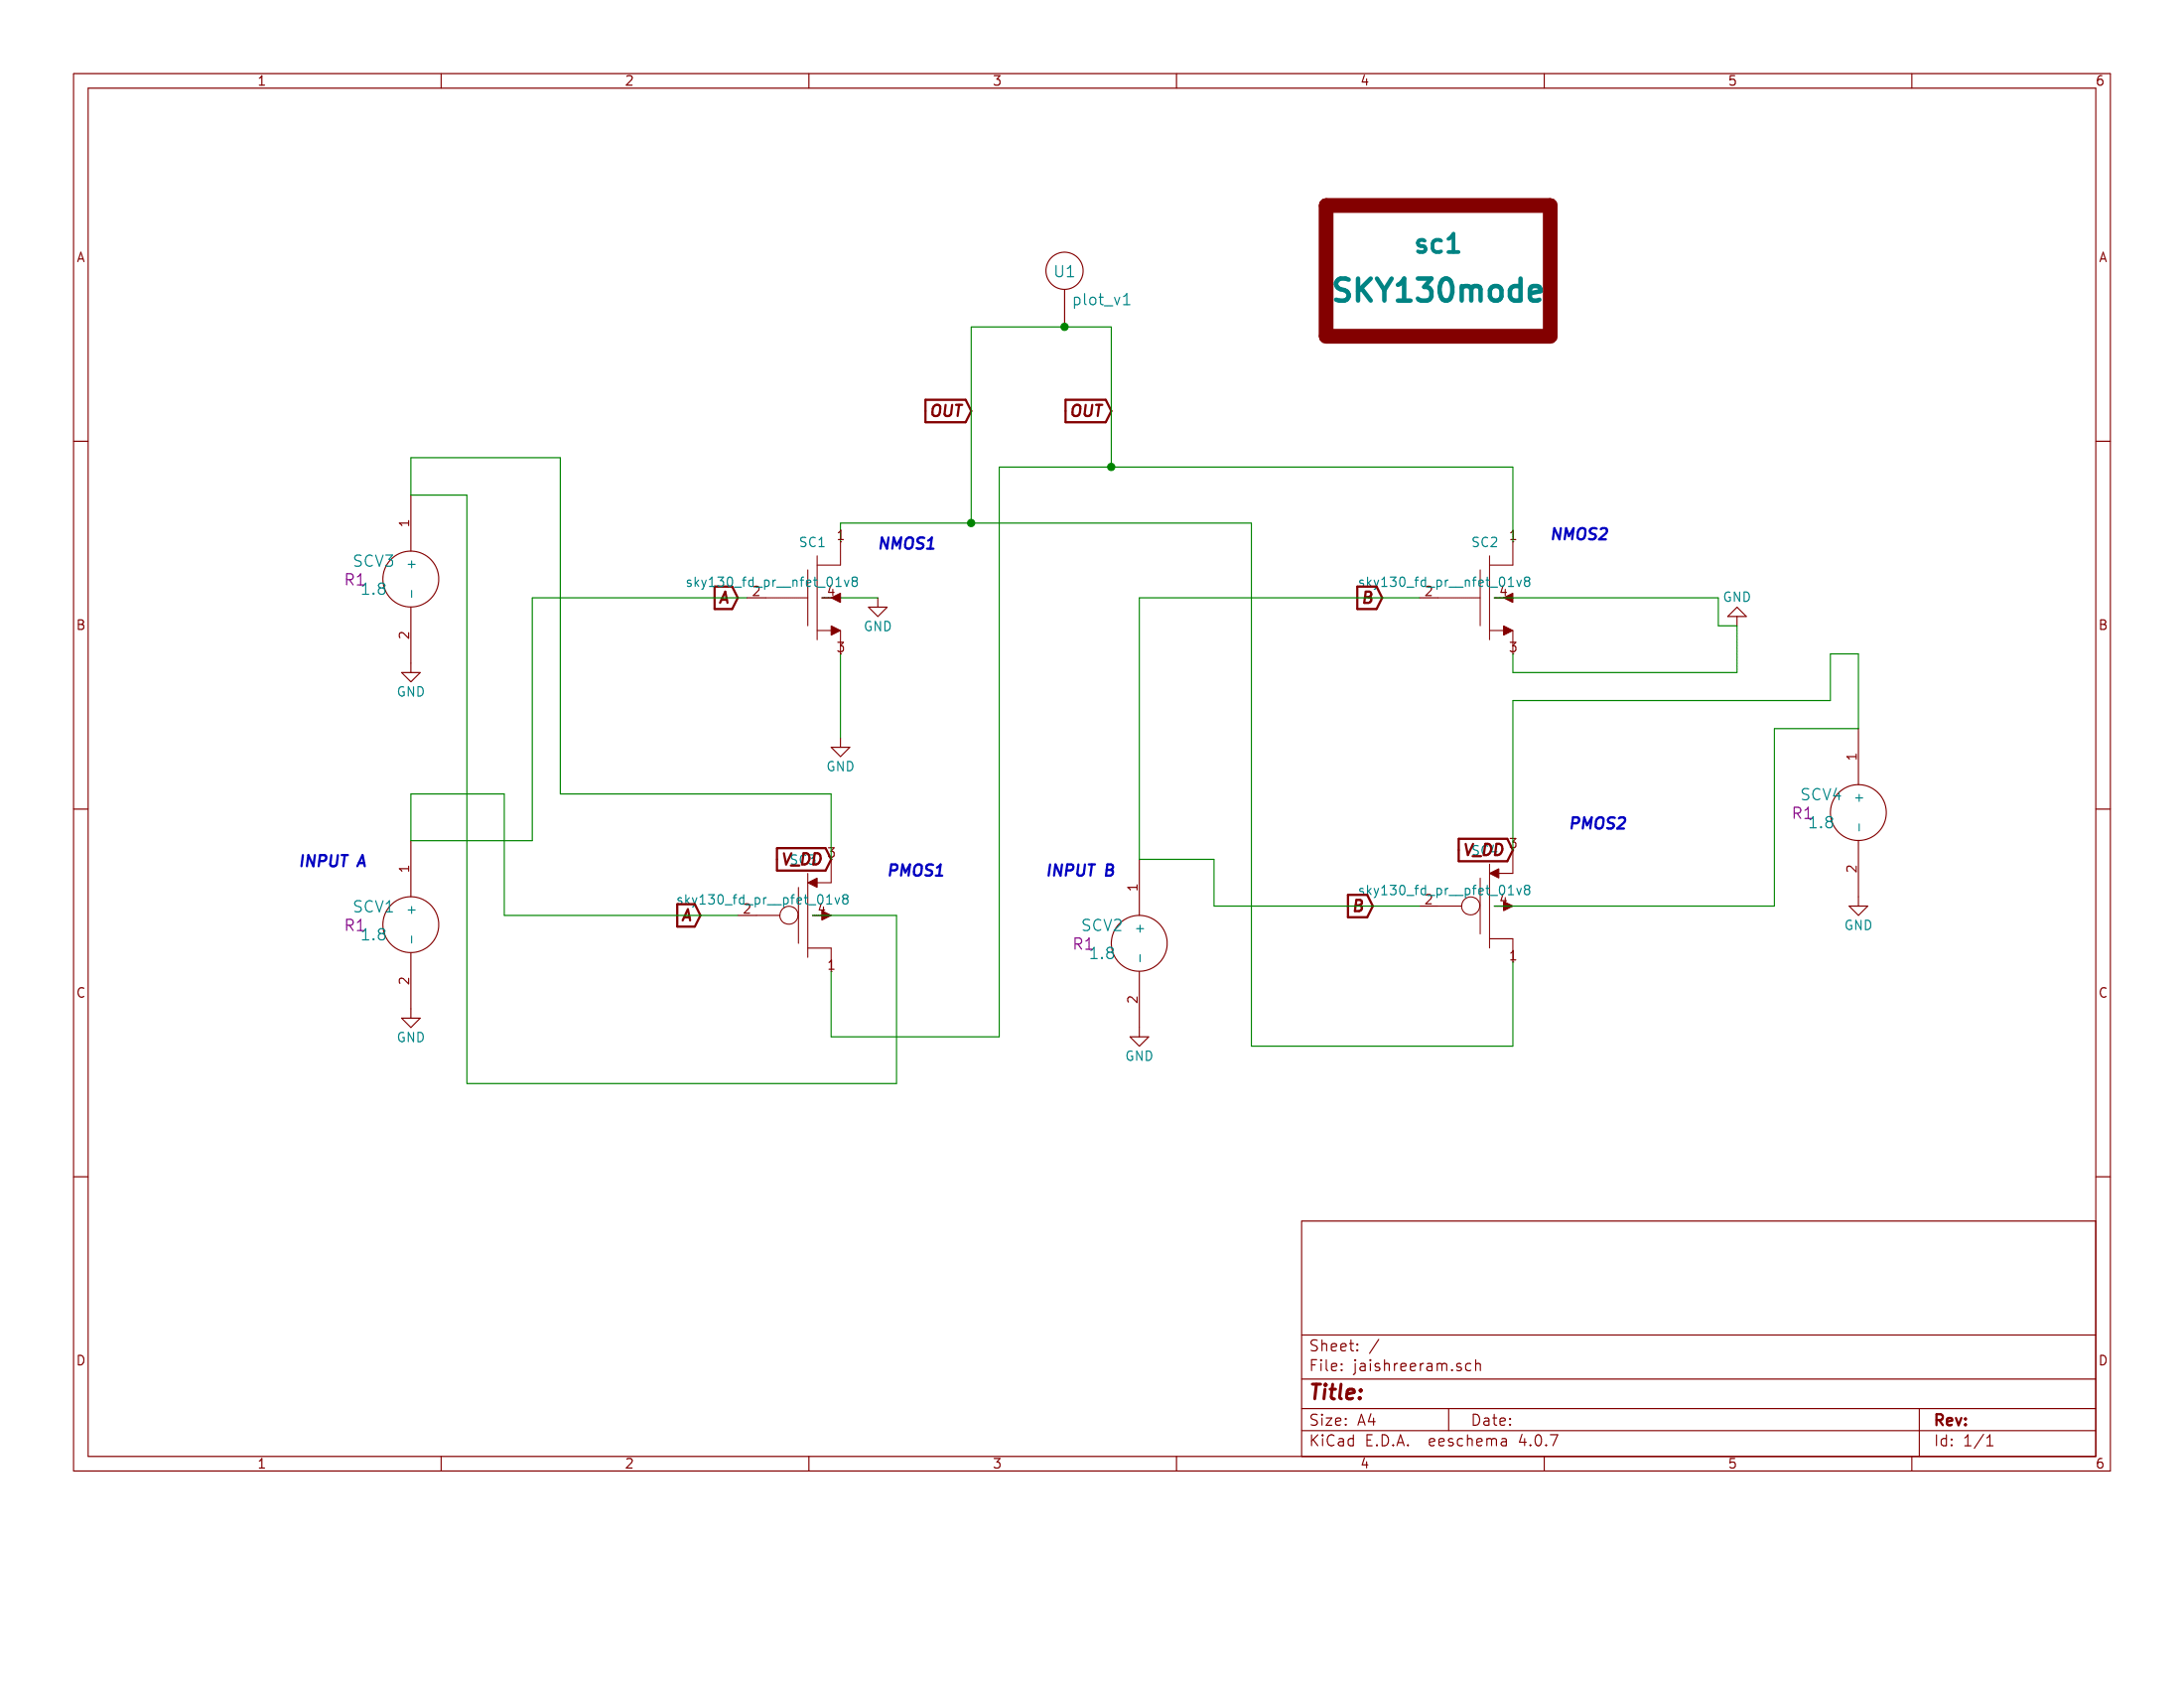 1 2 3 4 5 6
A A
sc1
SKY130mode
U1
plot_v1
OUT OUT
B B
1
SCV3
R1
1.8
+
2
GND
SC1
1
NMOS1
sky130_fd_pr__nfet_01v8
A
2
4
GND
3
GND
SC2
1
NMOS2
sky130_fd_pr__nfet_01v8
B
2
4
GND
3
INPUT A
1
SCV1
R1
1.8
+
2
GND
V_DD
3
PMOS1
sky130_fd_pr__pfet_01v8
A
2
4
1
INPUT B
1
SCV2
R1
1.8
+
2
GND
V_DD
3
PMOS2
sky130_fd_pr__pfet_01v8
B
2
4
1
1
SCV4
R1
1.8
+
2
GND
C C
D D
Sheet: /
File: jaishreeram.sch
Title:
Size: A4 Date: Rev:
KiCad E.D.A. eeschema 4.0.7 Id: 1/1
1 2 3 4 5 6